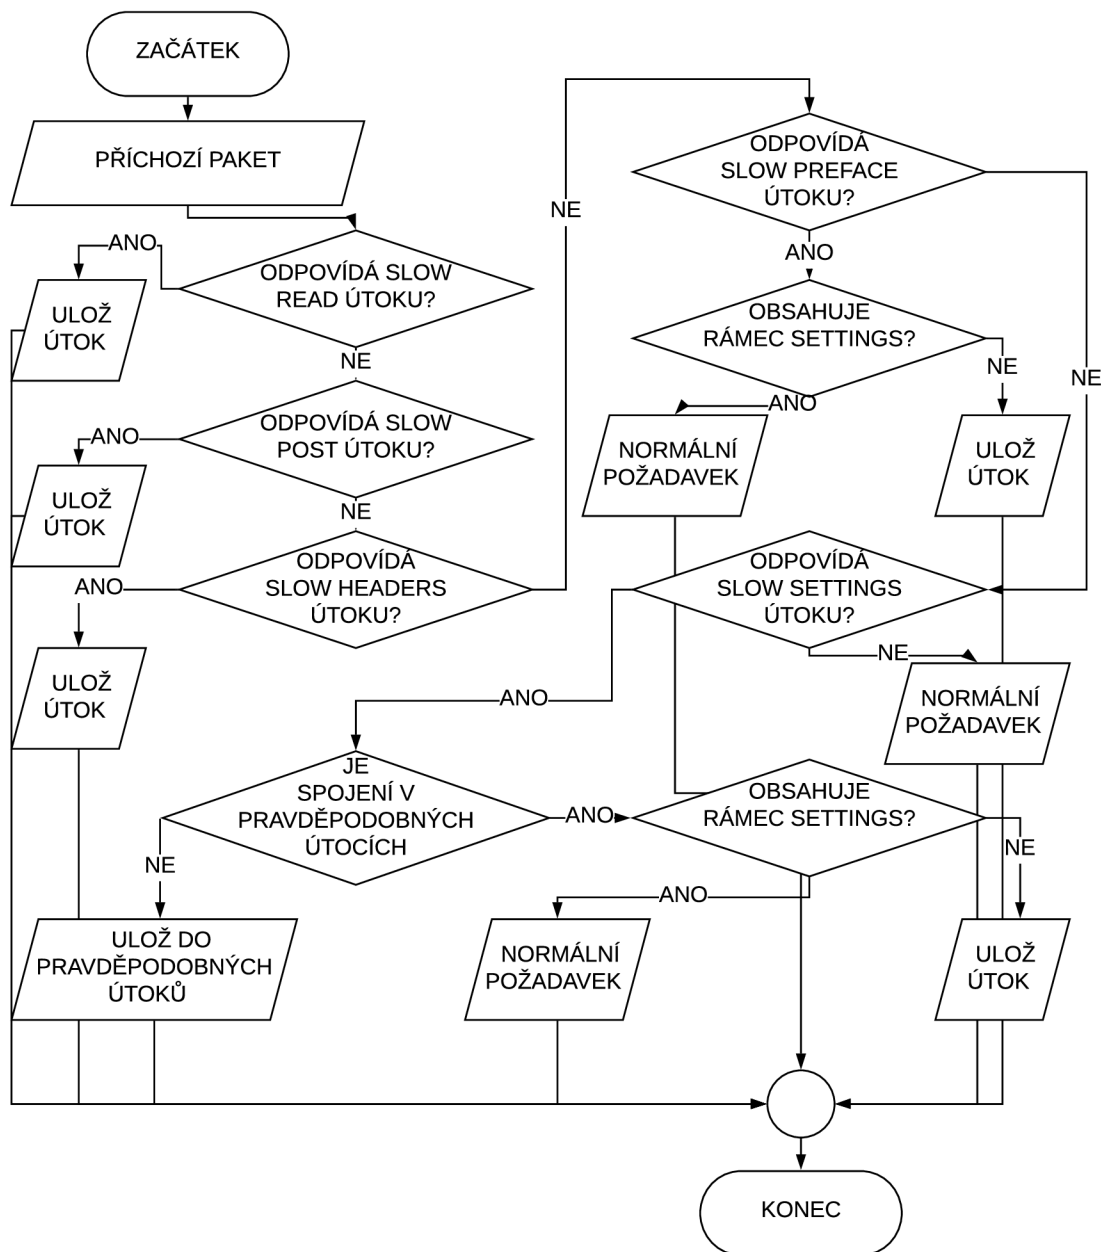 ZAČÁTEK
PŘÍCHOZÍ PAKET
ODPOVÍDÁ SLOW
READ ÚTOKU?
ANO
ULOŽ
ÚTOK
NE
ODPOVÍDÁ SLOW
POST ÚTOKU?
ANO
ULOŽ
ÚTOK
NE
ODPOVÍDÁ
SLOW HEADERS
ÚTOKU?
ANO
ULOŽ
ÚTOK
NE
ODPOVÍDÁ
SLOW PREFACE
ÚTOKU?
ANO
NE
OBSAHUJE
RÁMEC SETTINGS?
NE
ANO
NORMÁLNÍ
POŽADAVEK
ULOŽ
ÚTOK
ODPOVÍDÁ
SLOW SETTINGS
ÚTOKU?
NE
NORMÁLNÍ
POŽADAVEK
ANO
JE
SPOJENÍ V
PRAVDĚPODOBNÝCH
ÚTOCÍCH
ANO
NE
OBSAHUJE
RÁMEC SETTINGS?
NE
ANO
ULOŽ DO
PRAVDĚPODOBNÝCH
ÚTOKŮ
NORMÁLNÍ
POŽADAVEK
ULOŽ
ÚTOK
KONEC